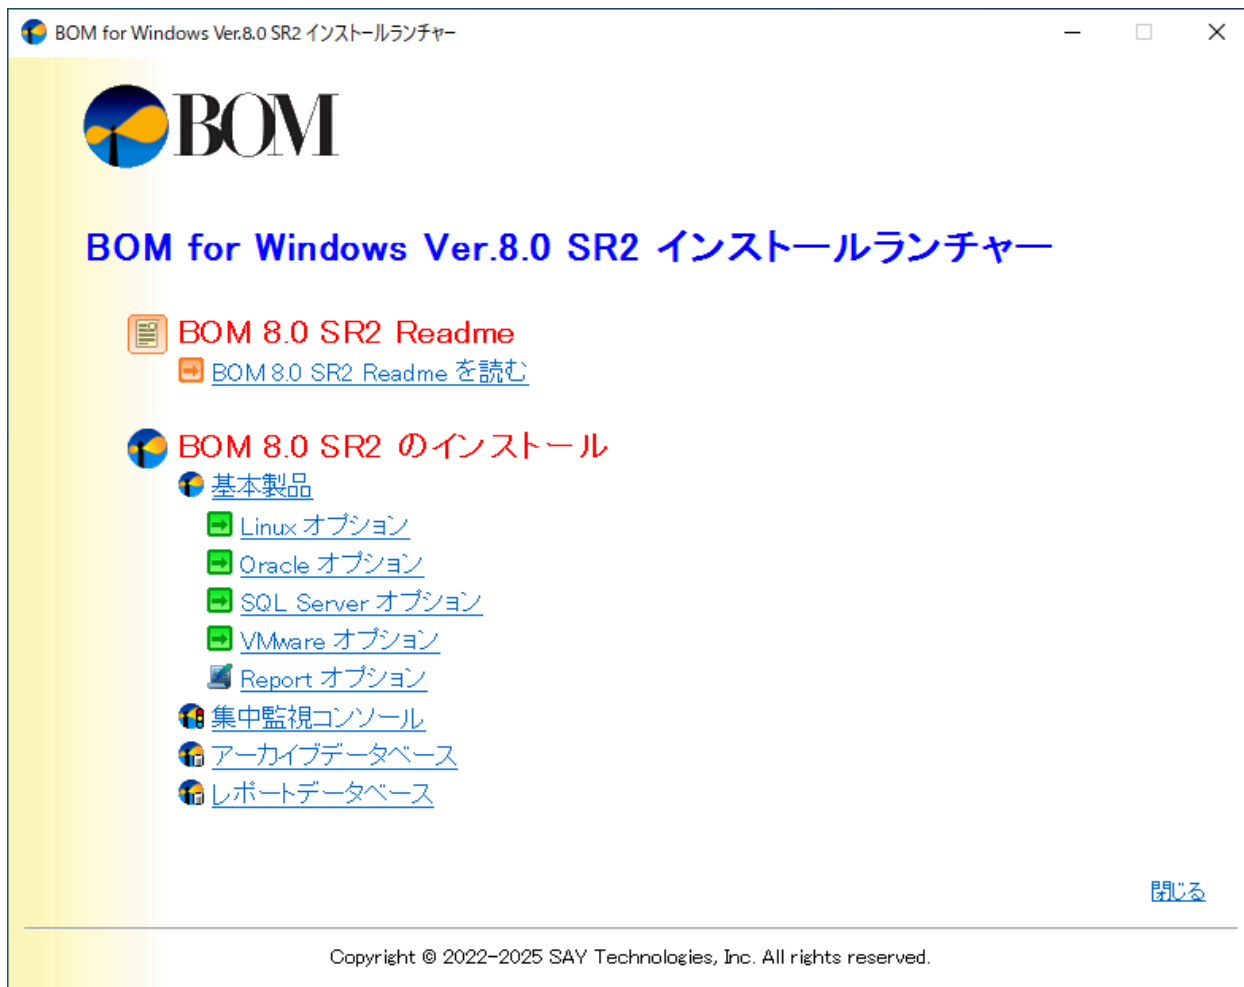 BOM for Windows Ver.8.0 SR2 インストールランチャー
BOM
BOM for Windows Ver.8.0 SR2 インストールランチャー
BOM 8.0 SR2 Readme
BOM 8.0 SR2 Readme を読む
BOM 8.0 SR2 のインストール
基本製品
Linux オプション
Oracle オプション
SQL Server オプション
VMware オプション
Report オプション
集中監視コンソール
アーカイブデータベース
レポートデータベース
閉じる
Copyright © 2022-2025 SAY Technologies, Inc. All rights reserved.